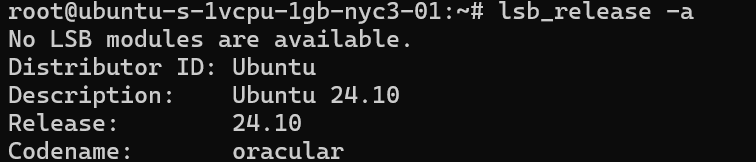 root@ubuntu-s-1vcpu-1gb-nyc3-01:~# lsb_release -a
No LSB modules are available.
Distributor ID: Ubuntu
Description:    Ubuntu 24.10
Release:        24.10
Codename:       oracular